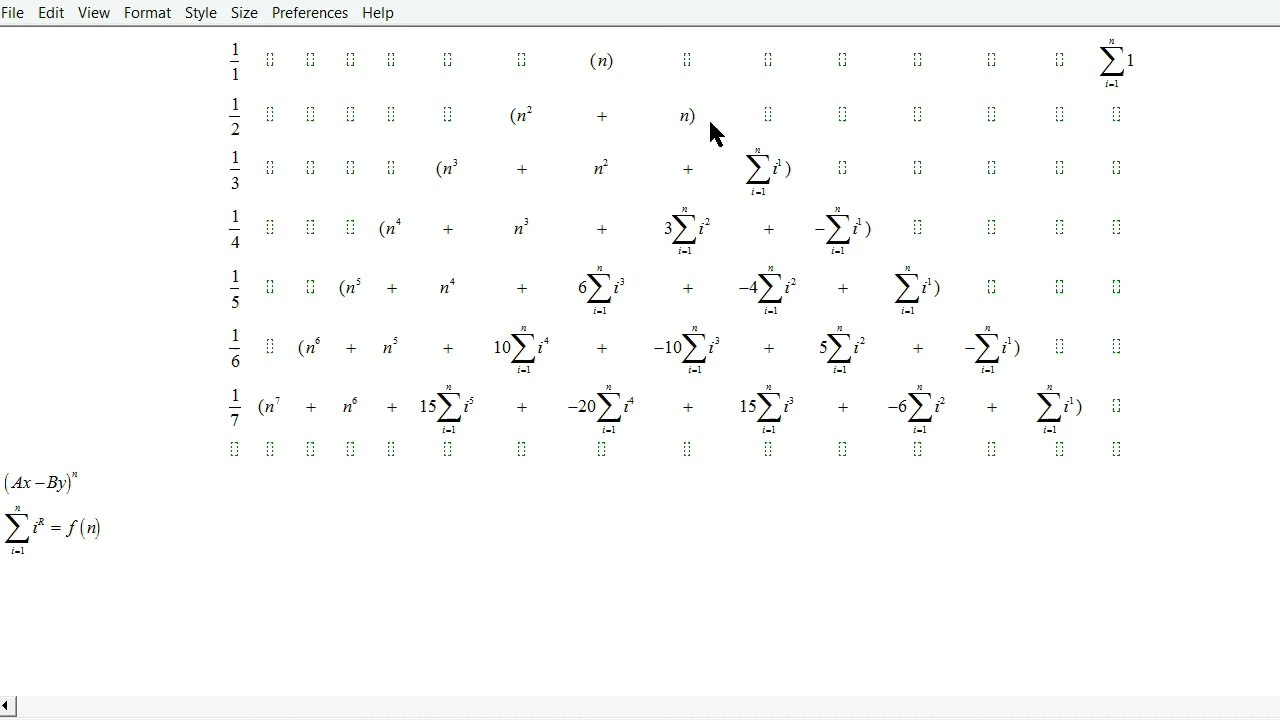 File Edit View Format Style Size Preferences Help
1/1 (n) ∑_{i=1}^{n} 1
1/2 (n² + n)
1/3 (n³ + n² + ∑_{i=1}^{n} i¹)
1/4 (n⁴ + n³ + 3∑_{i=1}^{n} i² + -∑_{i=1}^{n} i¹)
1/5 (n⁵ + n⁴ + 6∑_{i=1}^{n} i³ + -4∑_{i=1}^{n} i² + ∑_{i=1}^{n} i¹)
1/6 (n⁶ + n⁵ + 10∑_{i=1}^{n} i⁴ + -10∑_{i=1}^{n} i³ + 5∑_{i=1}^{n} i² + -∑_{i=1}^{n} i¹)
1/7 (n⁷ + n⁶ + 15∑_{i=1}^{n} i⁵ + -20∑_{i=1}^{n} i⁴ + 15∑_{i=1}^{n} i³ + -6∑_{i=1}^{n} i² + ∑_{i=1}^{n} i¹)
(Ax - By)ⁿ
∑_{i=1}^{n} i^R = f(n)